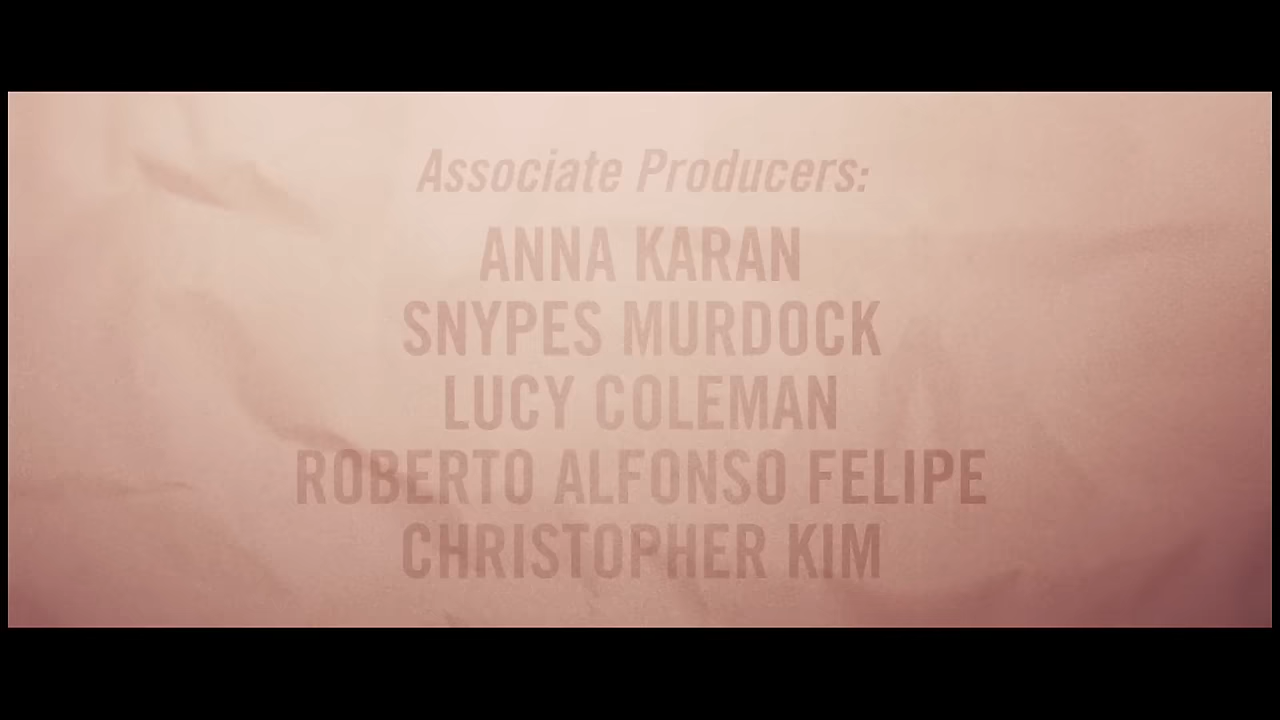 Associate Producers:
ANNA KARAN
SNYPES MURDOCK
LUCY COLEMAN
ROBERTO ALFONSO FELIPE
CHRISTOPHER KIM